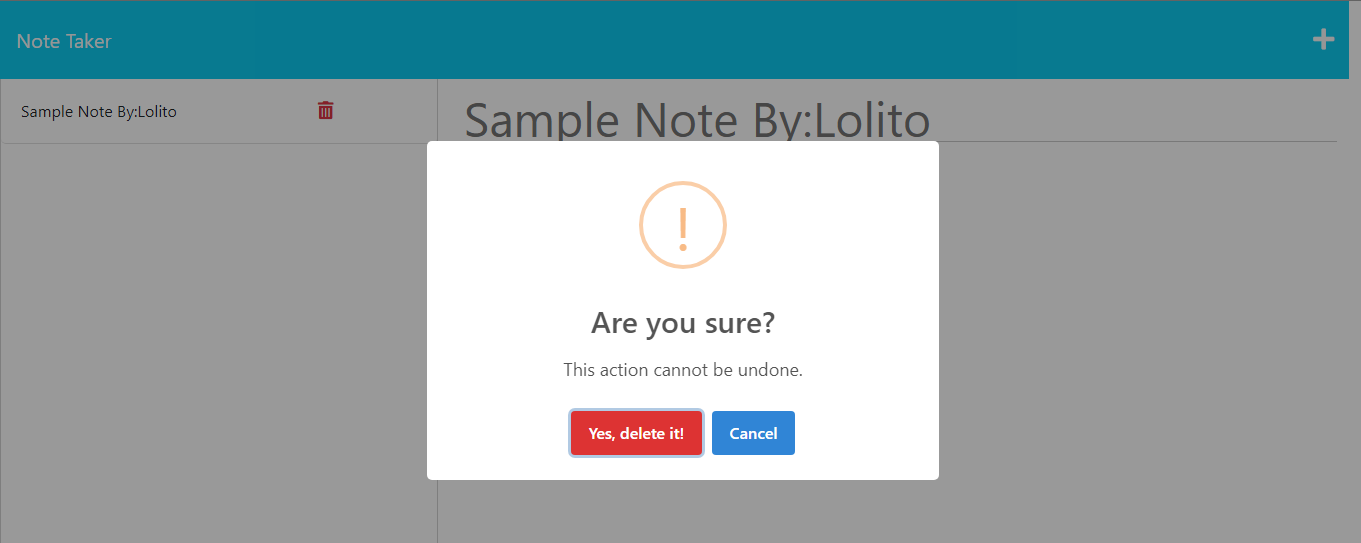 Note Taker
Sample Note By:Lolito
Sample Note By:Lolito
!
Are you sure?
This action cannot be undone.
Yes, delete it! Cancel